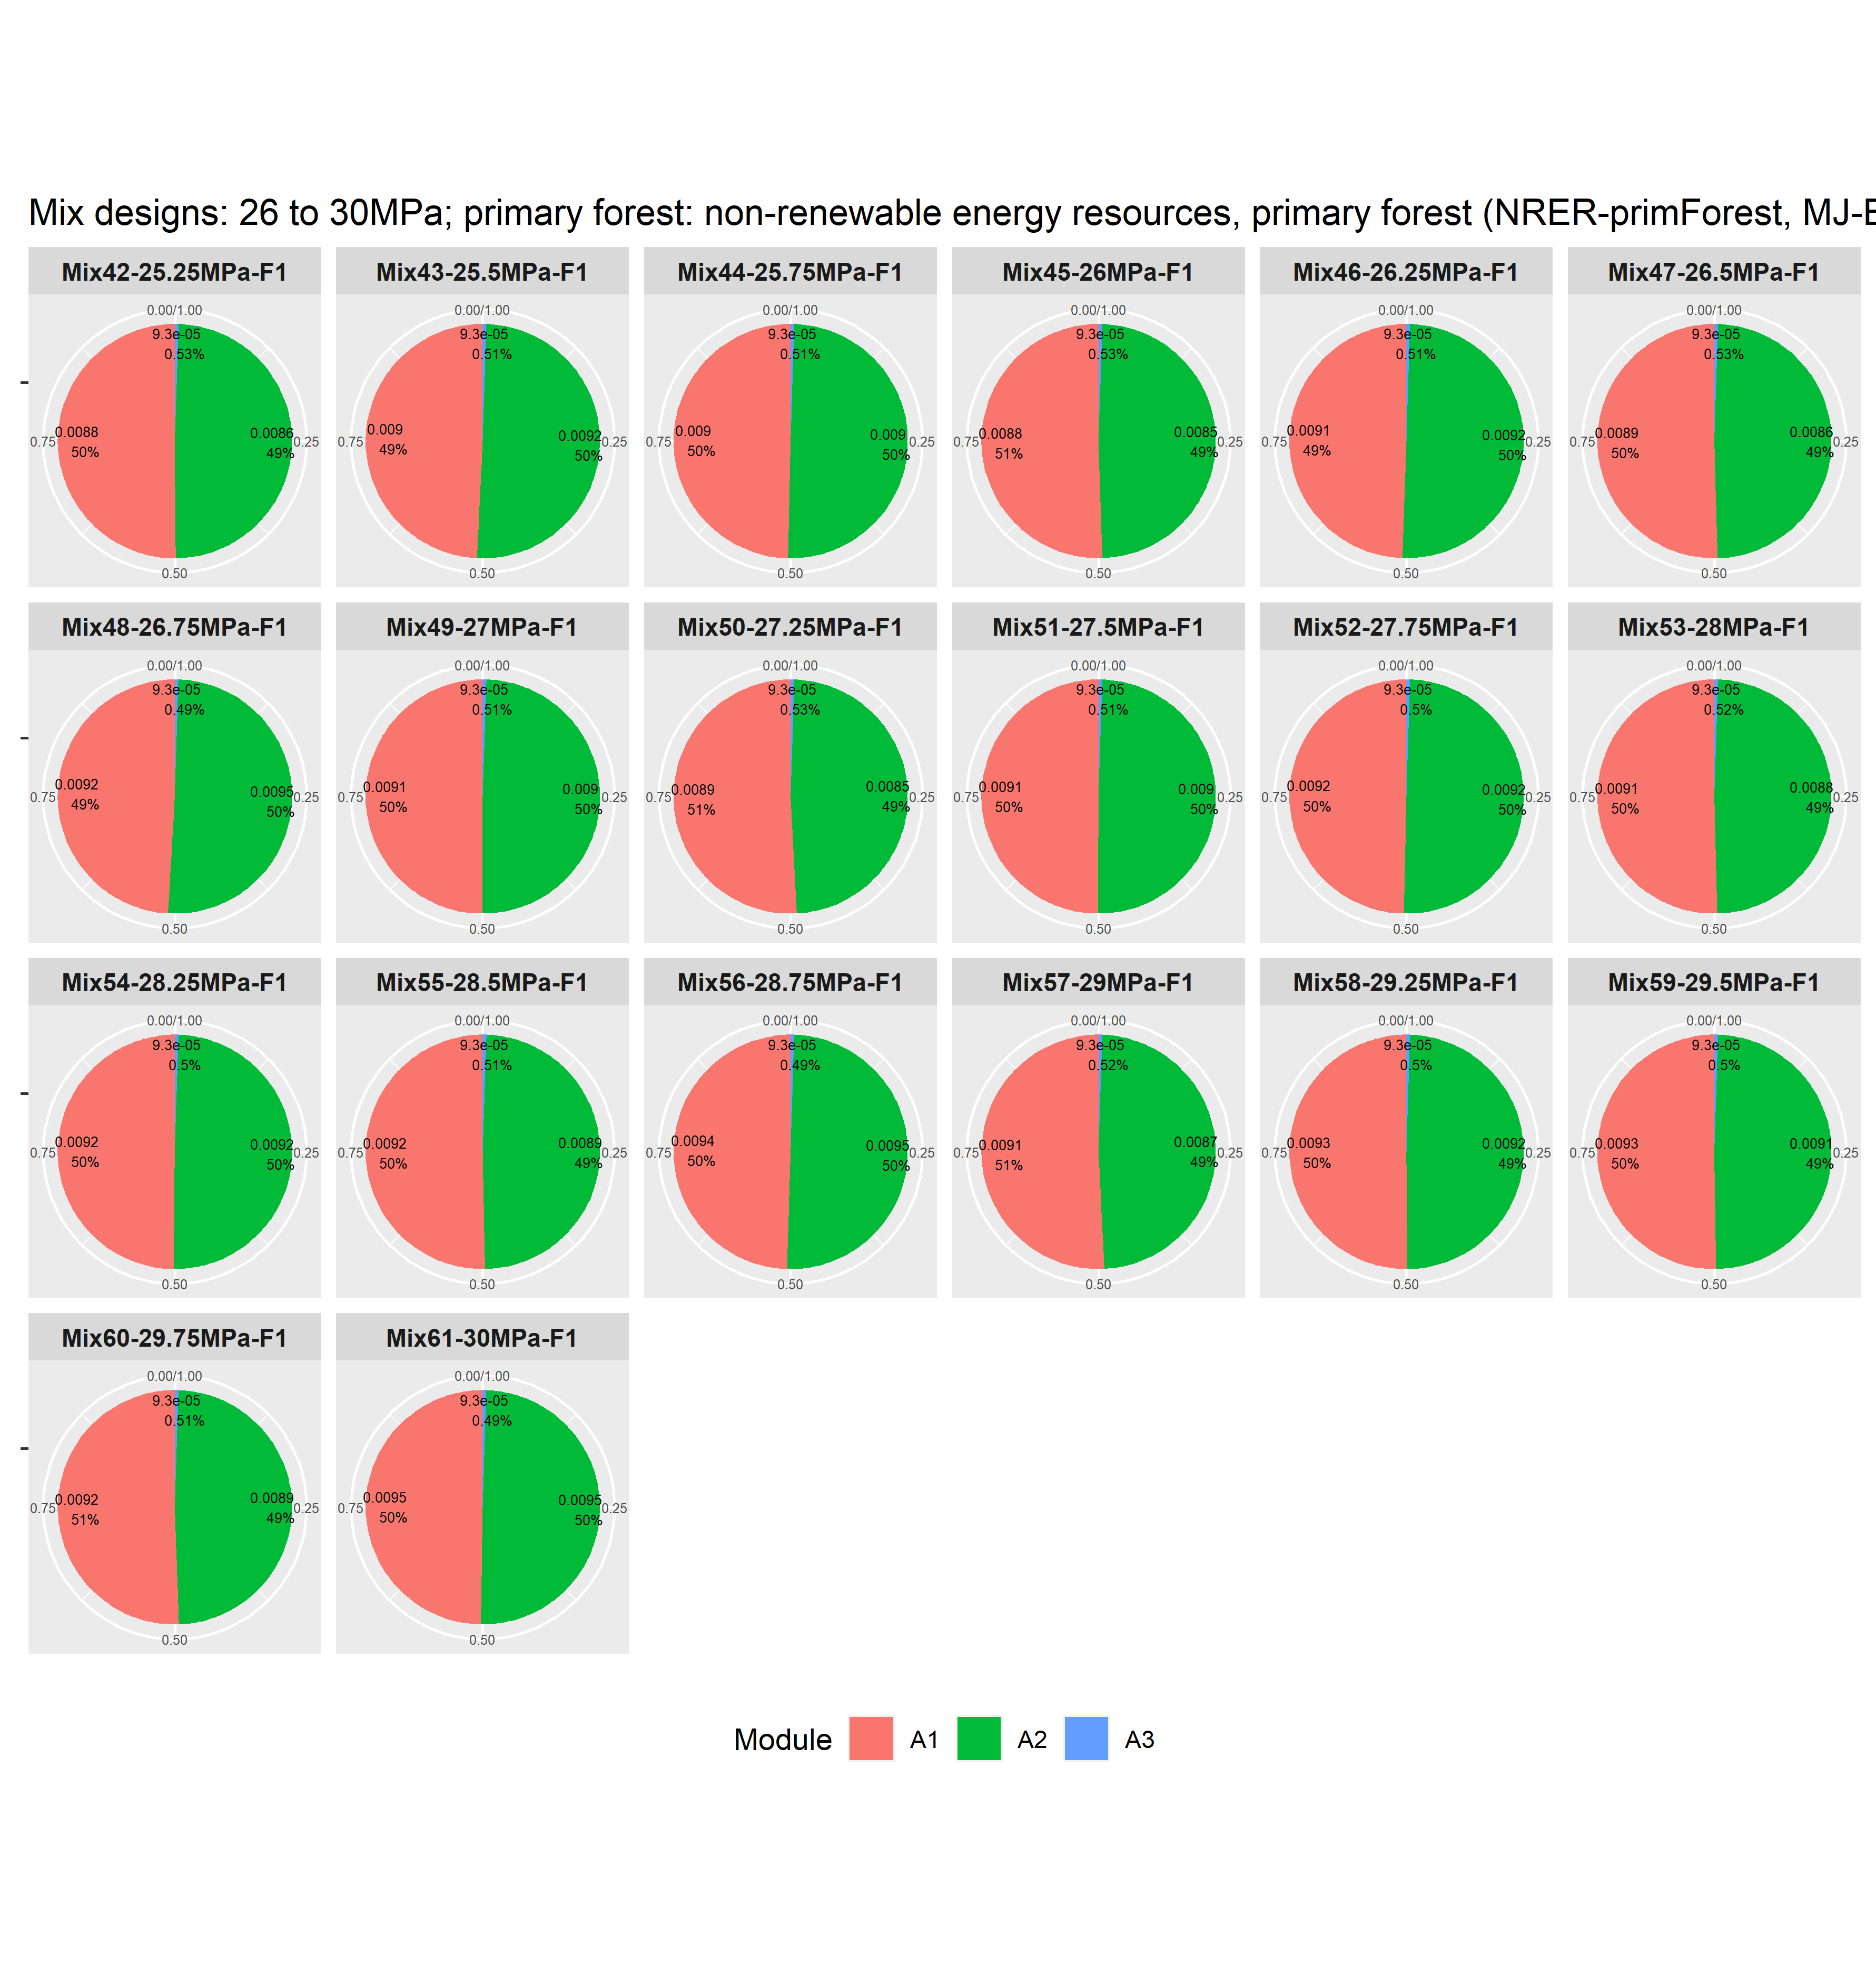 Mix designs: 26 to 30MPa; primary forest: non-renewable energy resources, primary forest (NRER-primForest, MJ-E
Mix42-25.25MPa-F1 Mix43-25.5MPa-F1 Mix44-25.75MPa-F1 Mix45-26MPa-F1 Mix46-26.25MPa-F1 Mix47-26.5MPa-F1
0.00/1.00 0.00/1.00 0.00/1.00 0.00/1.00 0.00/1.00 0.00/1.00
9.3e-05 9.3e-05 9.3e-05 9.3e-05 9.3e-05 9.3e-05
0.53% 0.51% 0.51% 0.53% 0.51% 0.53%
0.0088 0.0086 0.009 0.0092 0.009 0.009 0.0088 0.0085 0.0091 0.0092 0.0089 0.0086
0.75 0.25 0.75 0.25 0.75 0.25 0.75 0.25 0.75 0.25 0.75 0.25
50% 49% 49% 50% 50% 50% 51% 49% 49% 50% 50% 49%
0.50 0.50 0.50 0.50 0.50 0.50
Mix48-26.75MPa-F1 Mix49-27MPa-F1 Mix50-27.25MPa-F1 Mix51-27.5MPa-F1 Mix52-27.75MPa-F1 Mix53-28MPa-F1
0.00/1.00 0.00/1.00 0.00/1.00 0.00/1.00 0.00/1.00 0.00/1.00
9.3e-05 9.3e-05 9.3e-05 9.3e-05 9.3e-05 9.3e-05
0.49% 0.51% 0.53% 0.51% 0.5% 0.52%
0.0092 0.0095 0.0091 0.009 0.0089 0.0085 0.0091 0.009 0.0092 0.0092 0.0091 0.0088
0.75 0.25 0.75 0.25 0.75 0.25 0.75 0.25 0.75 0.25 0.75 0.25
49% 50% 50% 50% 51% 49% 50% 50% 50% 50% 50% 49%
0.50 0.50 0.50 0.50 0.50 0.50
Mix54-28.25MPa-F1 Mix55-28.5MPa-F1 Mix56-28.75MPa-F1 Mix57-29MPa-F1 Mix58-29.25MPa-F1 Mix59-29.5MPa-F1
0.00/1.00 0.00/1.00 0.00/1.00 0.00/1.00 0.00/1.00 0.00/1.00
9.3e-05 9.3e-05 9.3e-05 9.3e-05 9.3e-05 9.3e-05
0.5% 0.51% 0.49% 0.52% 0.5% 0.5%
0.0092 0.0092 0.0092 0.0089 0.0094 0.0095 0.0091 0.0087 0.0093 0.0092 0.0093 0.0091
0.75 0.25 0.75 0.25 0.75 0.25 0.75 0.25 0.75 0.25 0.75 0.25
50% 50% 50% 49% 50% 50% 51% 49% 50% 49% 50% 49%
0.50 0.50 0.50 0.50 0.50 0.50
Mix60-29.75MPa-F1 Mix61-30MPa-F1
0.00/1.00 0.00/1.00
9.3e-05 9.3e-05
0.51% 0.49%
0.0092 0.0089 0.0095 0.0095
0.75 0.25 0.75 0.25
51% 49% 50% 50%
0.50 0.50
Module A1 A2 A3